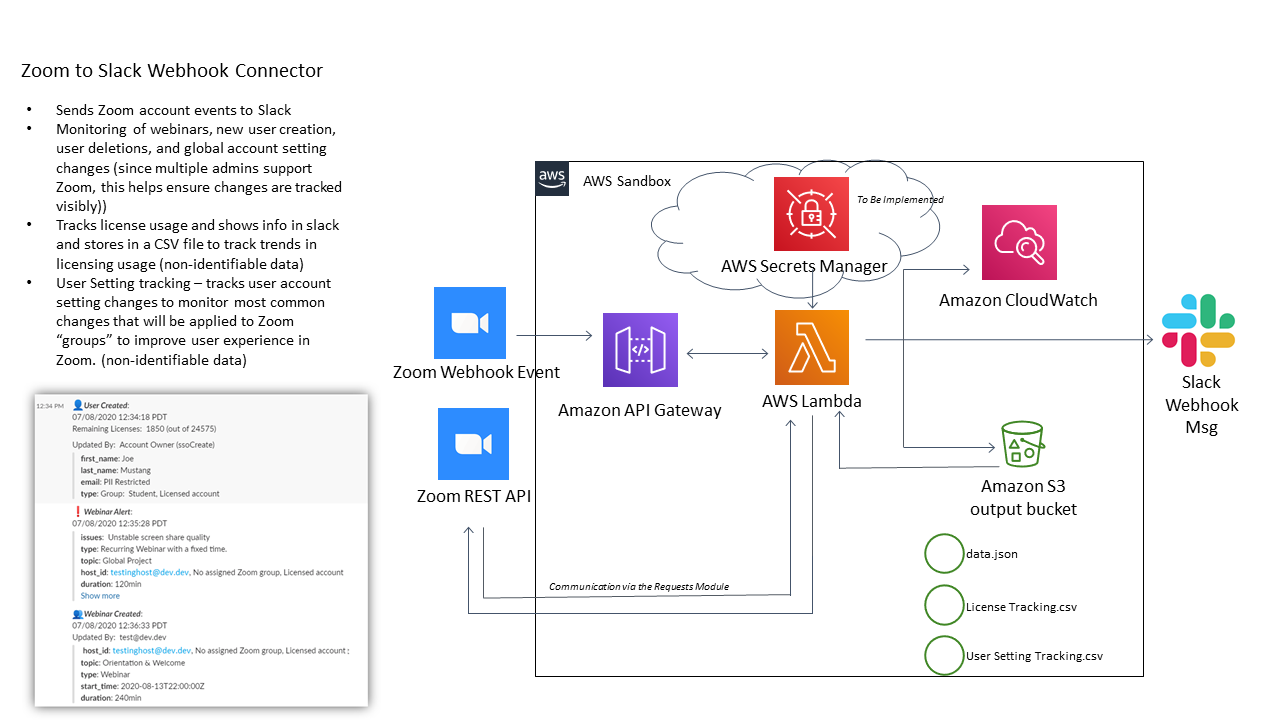 Zoom to Slack Webhook Connector
• Sends Zoom account events to Slack
• Monitoring of webinars, new user creation,
user deletions, and global account setting
changes (since multiple admins support
Zoom, this helps ensure changes are tracked
visibly))
• Tracks license usage and shows info in slack
and stores in a CSV file to track trends in
licensing usage (non-identifiable data)
• User Setting tracking – tracks user account
setting changes to monitor most common
changes that will be applied to Zoom
“groups” to improve user experience in
Zoom. (non-identifiable data)
12:34 PM
User Created:
07/08/2020 12:34:18 PDT
Remaining Licenses: 1850 (out of 24575)
Updated By: Account Owner (ssoCreate)
first_name: Joe
last_name: Mustang
email: PII Restricted
type: Group: Student, Licensed account
Webinar Alert:
07/08/2020 12:35:28 PDT
issues: Unstable screen share quality
type: Recurring Webinar with a fixed time.
topic: Global Project
host_id: testinghost@dev.dev, No assigned Zoom group, Licensed account
duration: 120min
Show more
Webinar Created:
07/08/2020 12:36:33 PDT
Updated By: test@dev.dev
host_id: testinghost@dev.dev, No assigned Zoom group, Licensed account ;
topic: Orientation & Welcome
type: Webinar
start_time: 2020-08-13T22:00:00Z
duration: 240min
aws
AWS Sandbox
To Be Implemented
AWS Secrets Manager
Amazon CloudWatch
Zoom Webhook Event
</>
Amazon API Gateway
AWS Lambda
Slack
Webhook
Msg
Zoom REST API
Amazon S3
output bucket
Communication via the Requests Module
data.json
License Tracking.csv
User Setting Tracking.csv